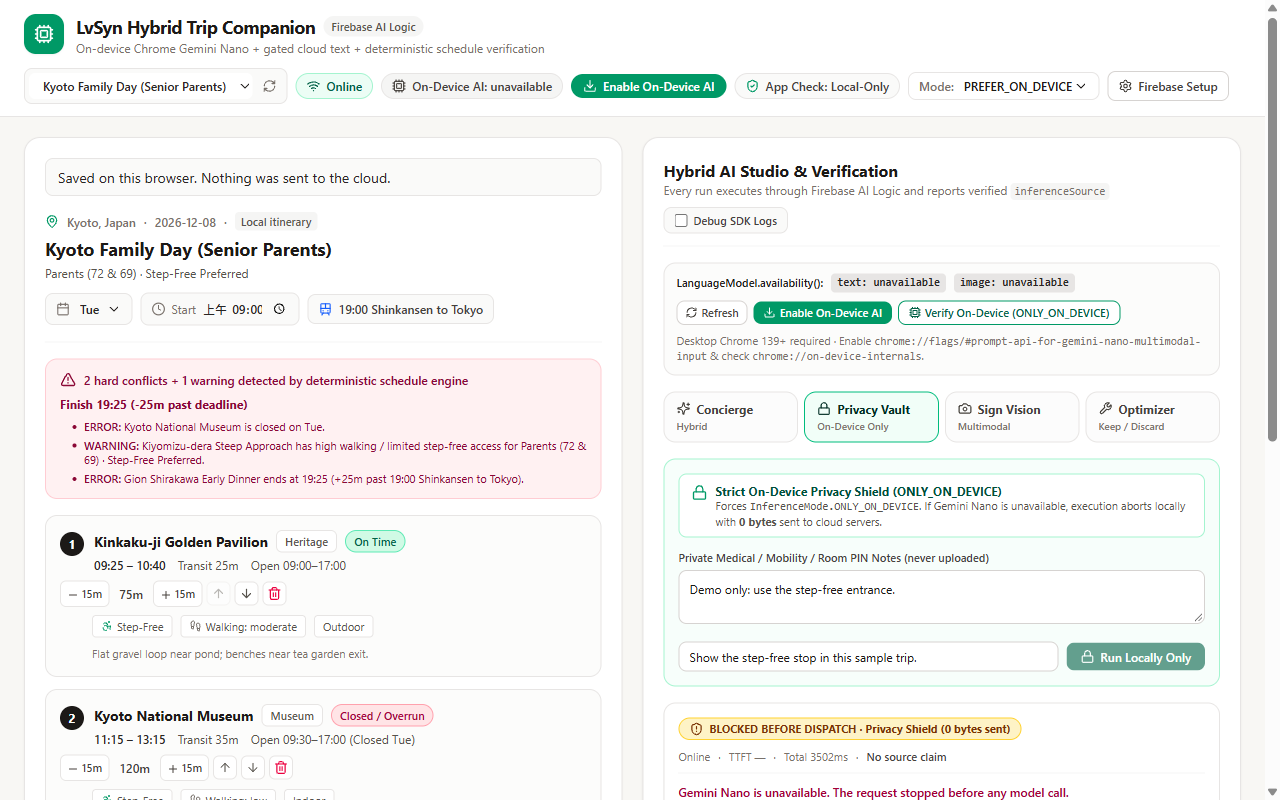 LvSyn Hybrid Trip Companion Firebase AI Logic
On-device Chrome Gemini Nano + gated cloud text + deterministic schedule verification
Kyoto Family Day (Senior Parents) Online On-Device AI: unavailable Enable On-Device AI App Check: Local-Only Mode: PREFER_ON_DEVICE Firebase Setup
Saved on this browser. Nothing was sent to the cloud.
Kyoto, Japan · 2026-12-08 · Local itinerary
Kyoto Family Day (Senior Parents)
Parents (72 & 69) · Step-Free Preferred
Tue Start 上午 09:00 19:00 Shinkansen to Tokyo
2 hard conflicts + 1 warning detected by deterministic schedule engine
Finish 19:25 (-25m past deadline)
• ERROR: Kyoto National Museum is closed on Tue.
• WARNING: Kiyomizu-dera Steep Approach has high walking / limited step-free access for Parents (72 &
69) · Step-Free Preferred.
• ERROR: Gion Shirakawa Early Dinner ends at 19:25 (+25m past 19:00 Shinkansen to Tokyo).
1 Kinkaku-ji Golden Pavilion Heritage On Time
09:25 – 10:40 Transit 25m Open 09:00–17:00
− 15m 75m + 15m ↑ ↓
Step-Free Walking: moderate Outdoor
Flat gravel loop near pond; benches near tea garden exit.
2 Kyoto National Museum Museum Closed / Overrun
11:15 – 13:15 Transit 35m Open 09:30–17:00 (Closed Tue)
− 15m 120m + 15m ↑ ↓
Step-Free Walking: low Indoor
Hybrid AI Studio & Verification
Every run executes through Firebase AI Logic and reports verified inferenceSource
Debug SDK Logs
LanguageModel.availability(): text: unavailable image: unavailable
Refresh Enable On-Device AI Verify On-Device (ONLY_ON_DEVICE)
Desktop Chrome 139+ required · Enable chrome://flags/#prompt-api-for-gemini-nano-multimodal-
input & check chrome://on-device-internals.
Concierge Privacy Vault Sign Vision Optimizer
Hybrid On-Device Only Multimodal Keep / Discard
Strict On-Device Privacy Shield (ONLY_ON_DEVICE)
Forces InferenceMode.ONLY_ON_DEVICE. If Gemini Nano is unavailable, execution aborts locally
with 0 bytes sent to cloud servers.
Private Medical / Mobility / Room PIN Notes (never uploaded)
Demo only: use the step-free entrance.
Show the step-free stop in this sample trip. Run Locally Only
BLOCKED BEFORE DISPATCH · Privacy Shield (0 bytes sent)
Online · TTFT — · Total 3502ms · No source claim
Gemini Nano is unavailable. The request stopped before any model call.